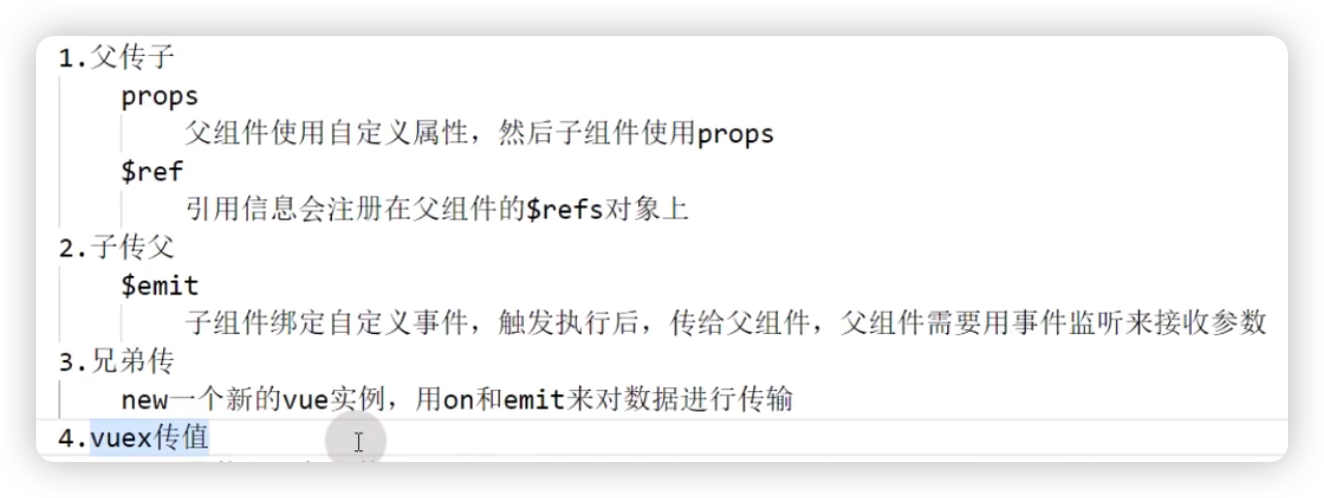 1.父传子
props
父组件使用自定义属性，然后子组件使用props
$ref
引用信息会注册在父组件的$refs对象上
2.子传父
$emit
子组件绑定自定义事件，触发执行后，传给父组件，父组件需要用事件监听来接收参数
3.兄弟传
new一个新的vue实例，用on和emit来对数据进行传输
4.vuex传值